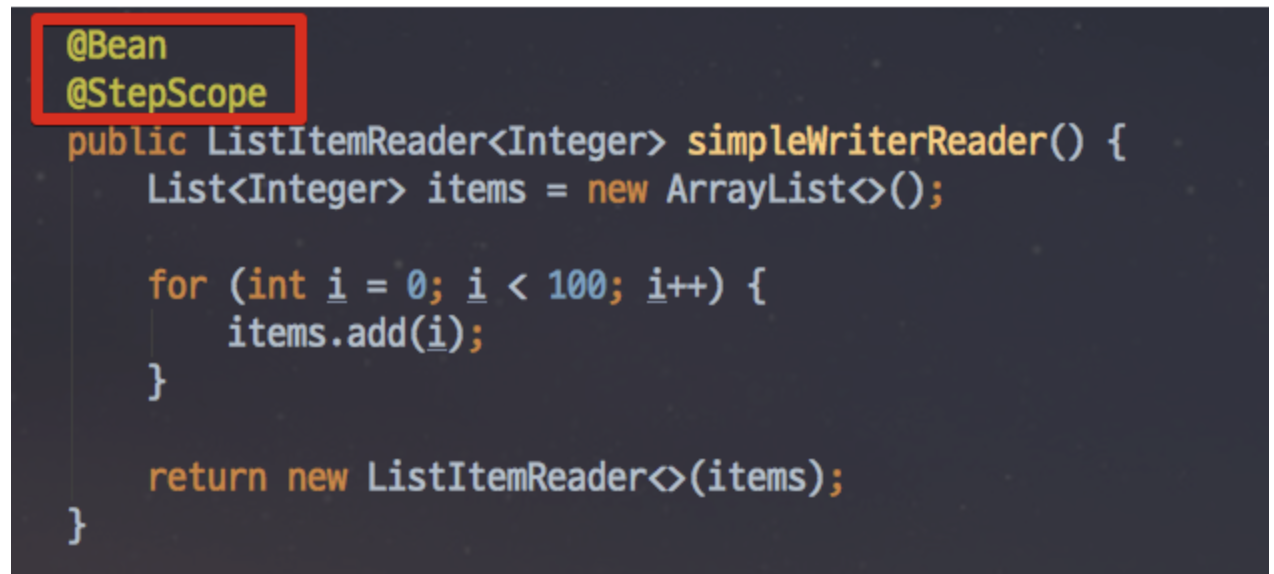 @Bean
@StepScope
public ListItemReader<Integer> simpleWriterReader() {
List<Integer> items = new ArrayList<>();
for (int i = 0; i < 100; i++) {
items.add(i);
}
return new ListItemReader<>(items);
}